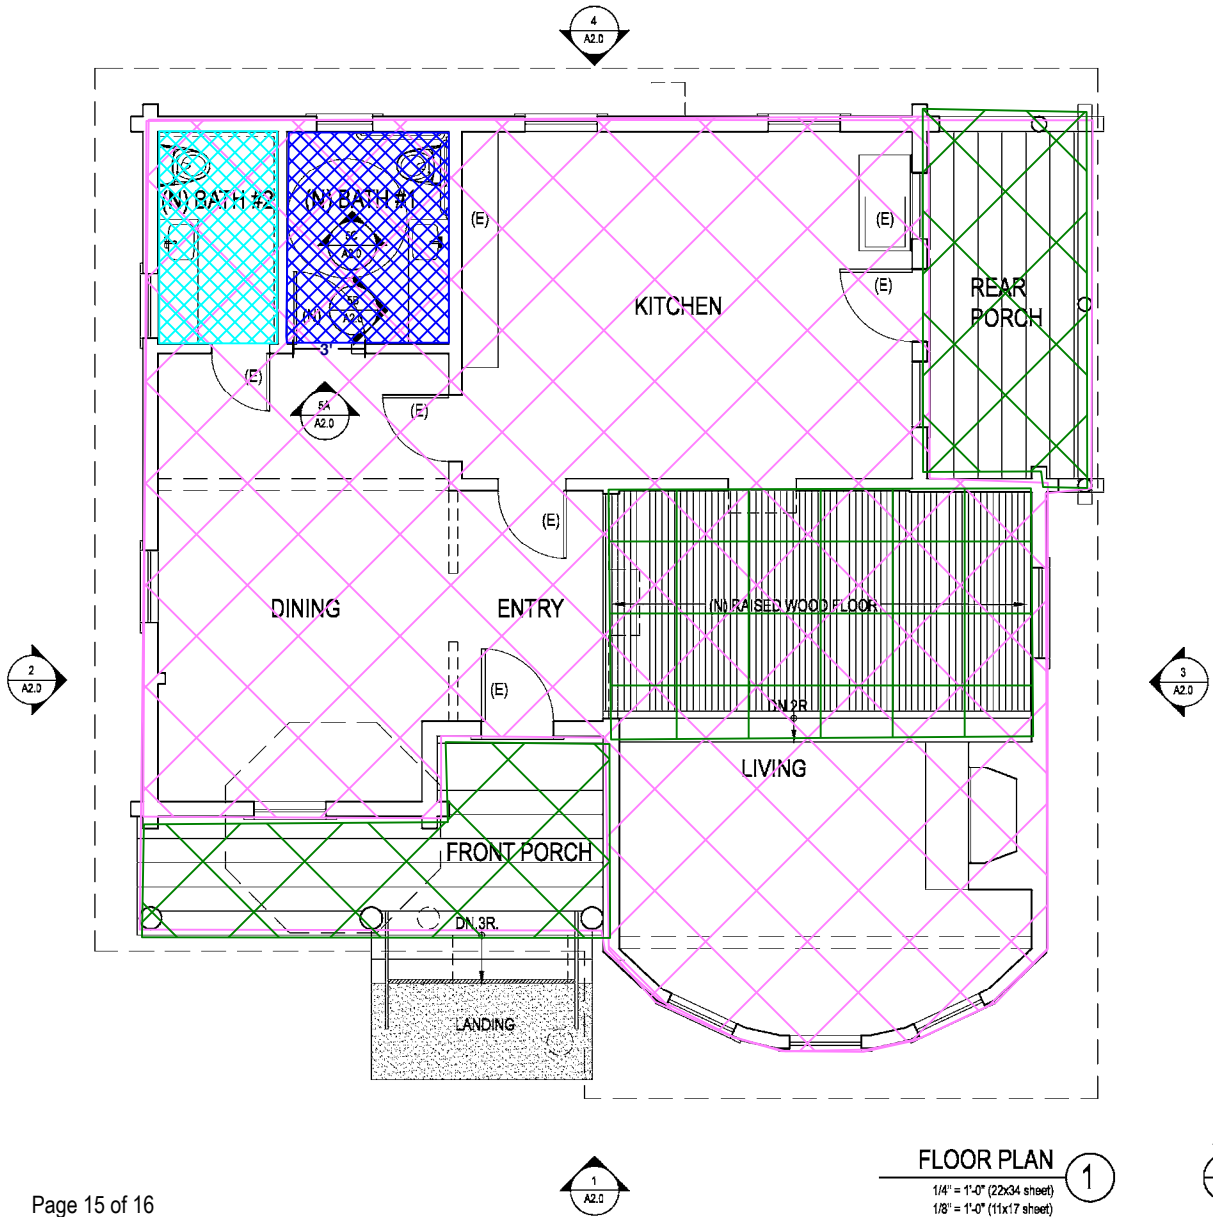 4
A2.0
(N) BATH #2
(N) BATH #1
5C
A2.0
5B
A2.0
(N)
3'
(E)
(E)
(E)
KITCHEN
REAR
PORCH
(E)
(E)
5A
A2.0
(E)
DINING
ENTRY
(N) RAISED WOOD FLOOR
2
A2.0
3
A2.0
(E)
DN.2R.
LIVING
FRONT PORCH
DN.3R.
LANDING
1
A2.0
FLOOR PLAN
1
1/4" = 1'-0" (22x34 sheet)
1/8" = 1'-0" (11x17 sheet)
Page 15 of 16